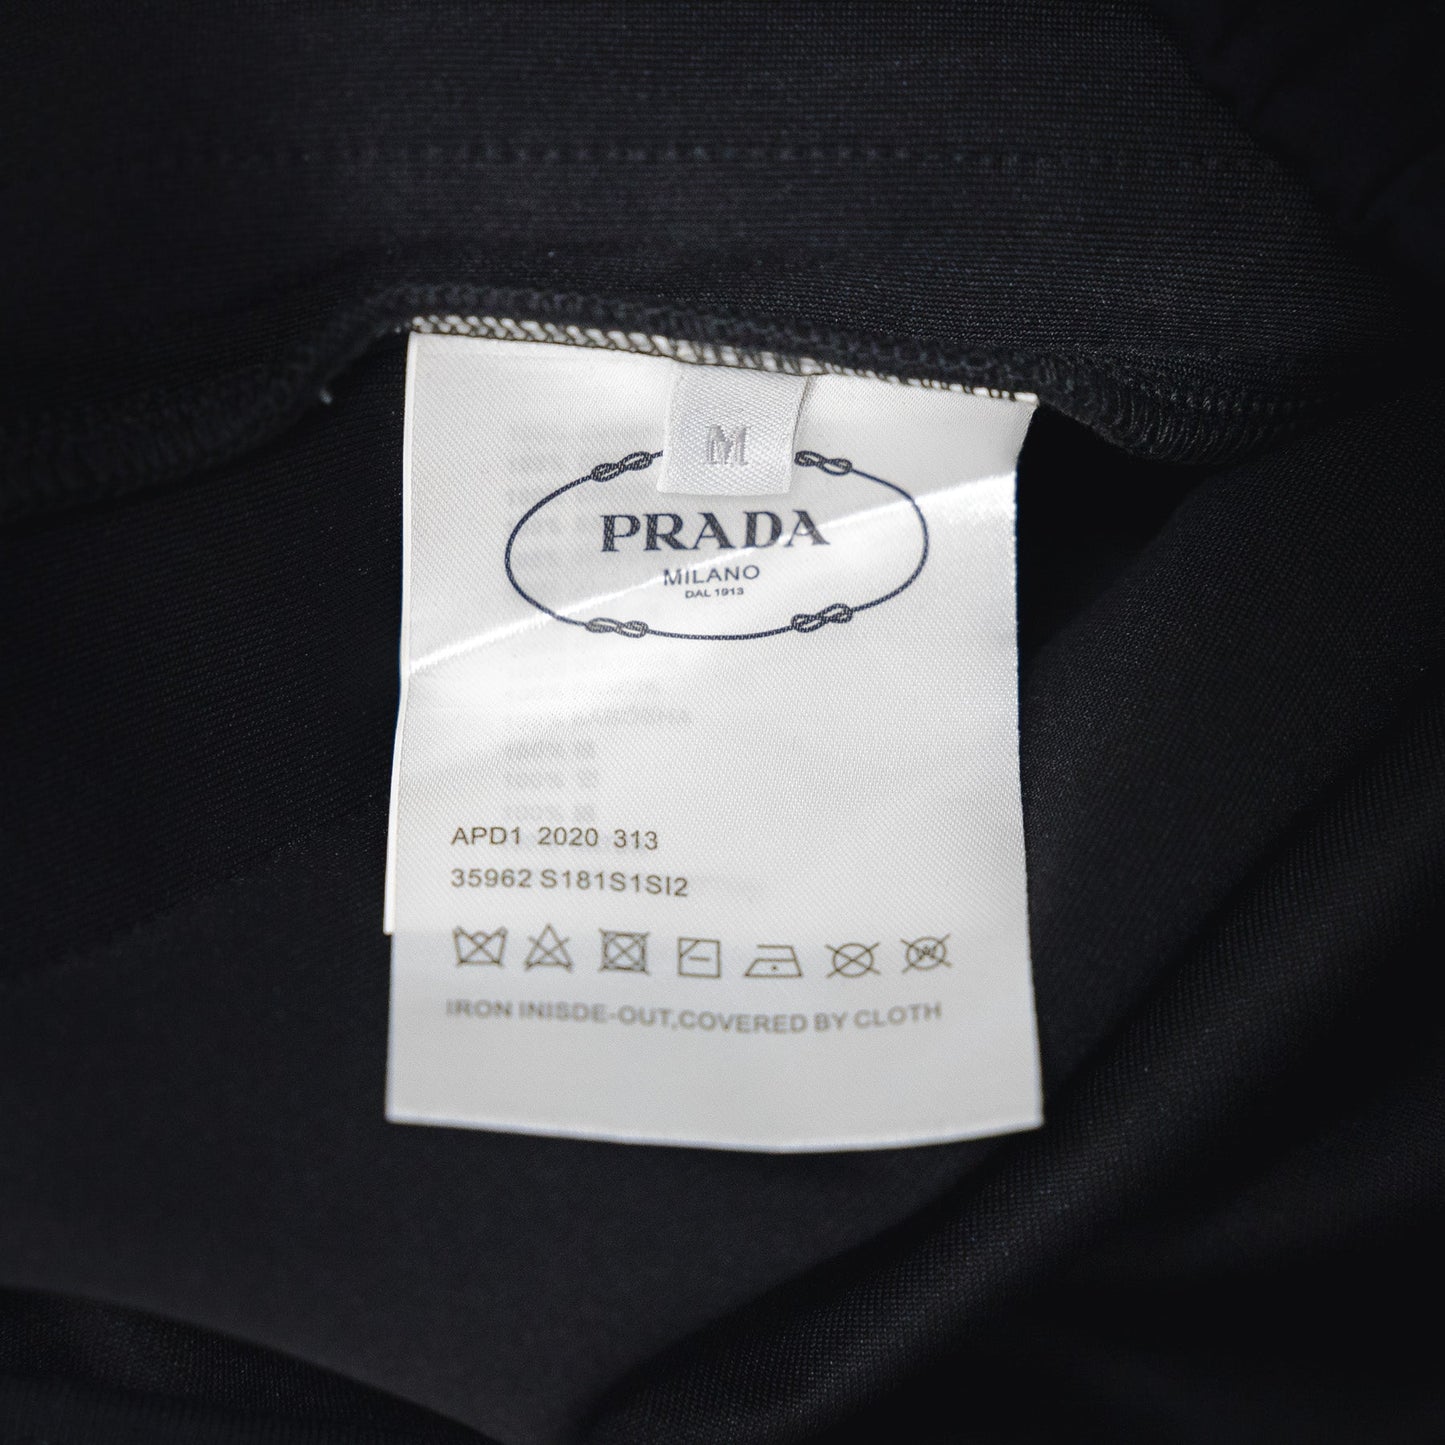 M
PRADA
MILANO
DAL 1913
APD1 2020 313
35962 S181S1SI2
IRON INISDE-OUT,COVERED BY CLOTH